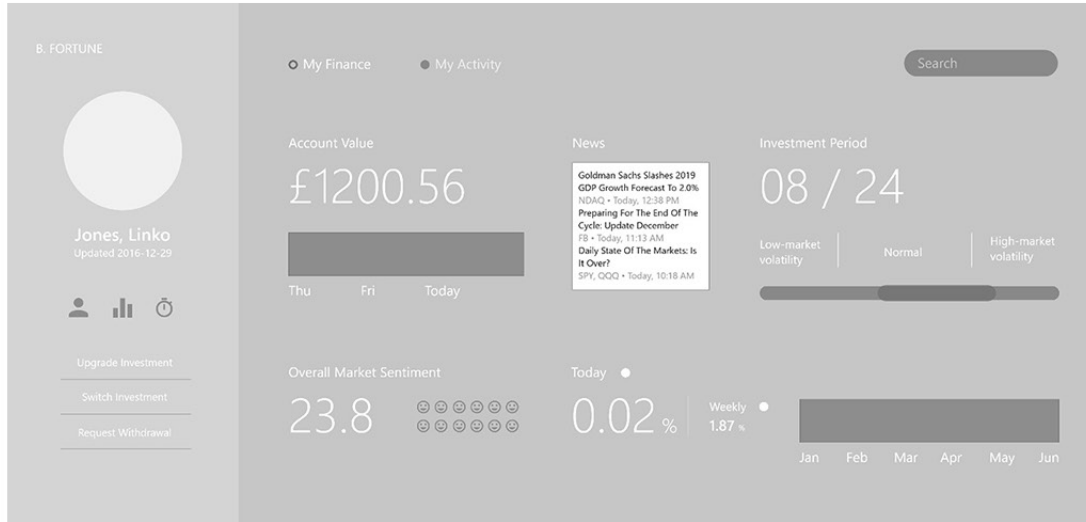 B. FORTUNE
Jones, Linko
Updated 2016-12-29
Upgrade Investment
Switch Investment
Request Withdrawal
My Finance
My Activity
Search
Account Value
£1200.56
Thu Fri Today
News
Goldman Sachs Slashes 2019
GDP Growth Forecast To 2.0%
NDAQ • Today, 12:38 PM
Preparing For The End Of The
Cycle: Update December
FB • Today, 11:13 AM
Daily State Of The Markets: Is
It Over?
SPY, QQQ • Today, 10:18 AM
Investment Period
08 / 24
Low-market
volatility
Normal
High-market
volatility
Overall Market Sentiment
23.8
Today
0.02 %
Weekly
1.87 %
Jan Feb Mar Apr May Jun